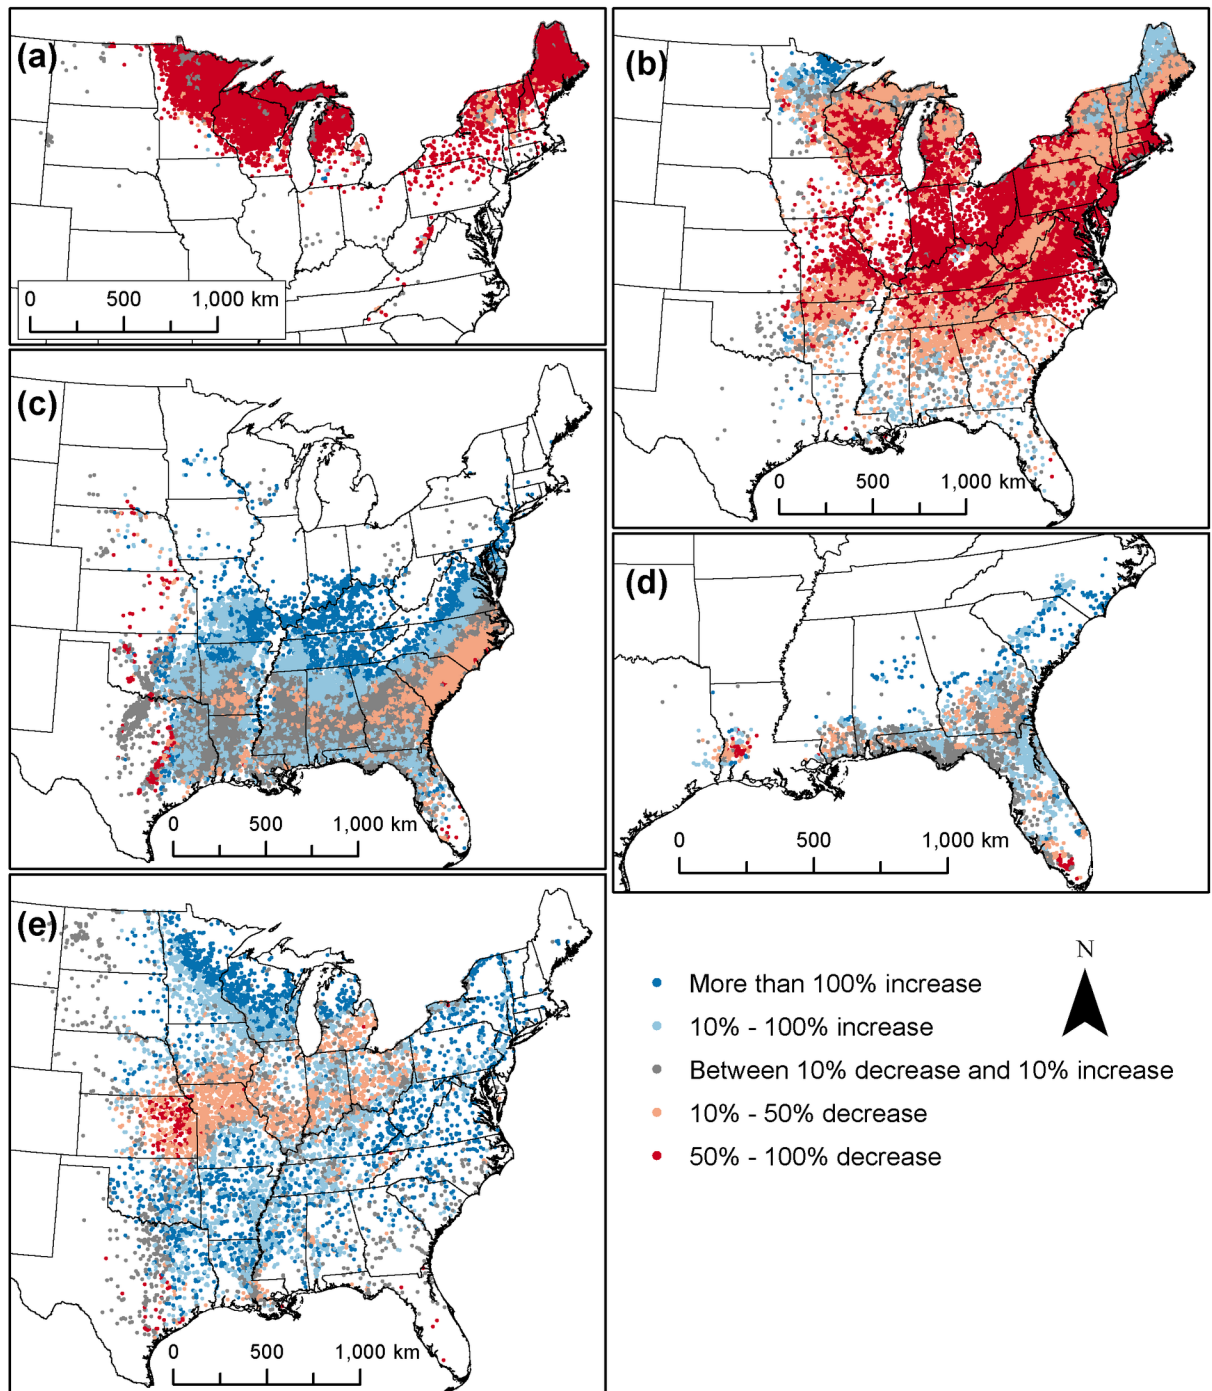 (a)
0 500 1,000 km
(b)
0 500 1,000 km
(c)
0 500 1,000 km
(d)
0 500 1,000 km
(e)
0 500 1,000 km
N
More than 100% increase
10% - 100% increase
Between 10% decrease and 10% increase
10% - 50% decrease
50% - 100% decrease